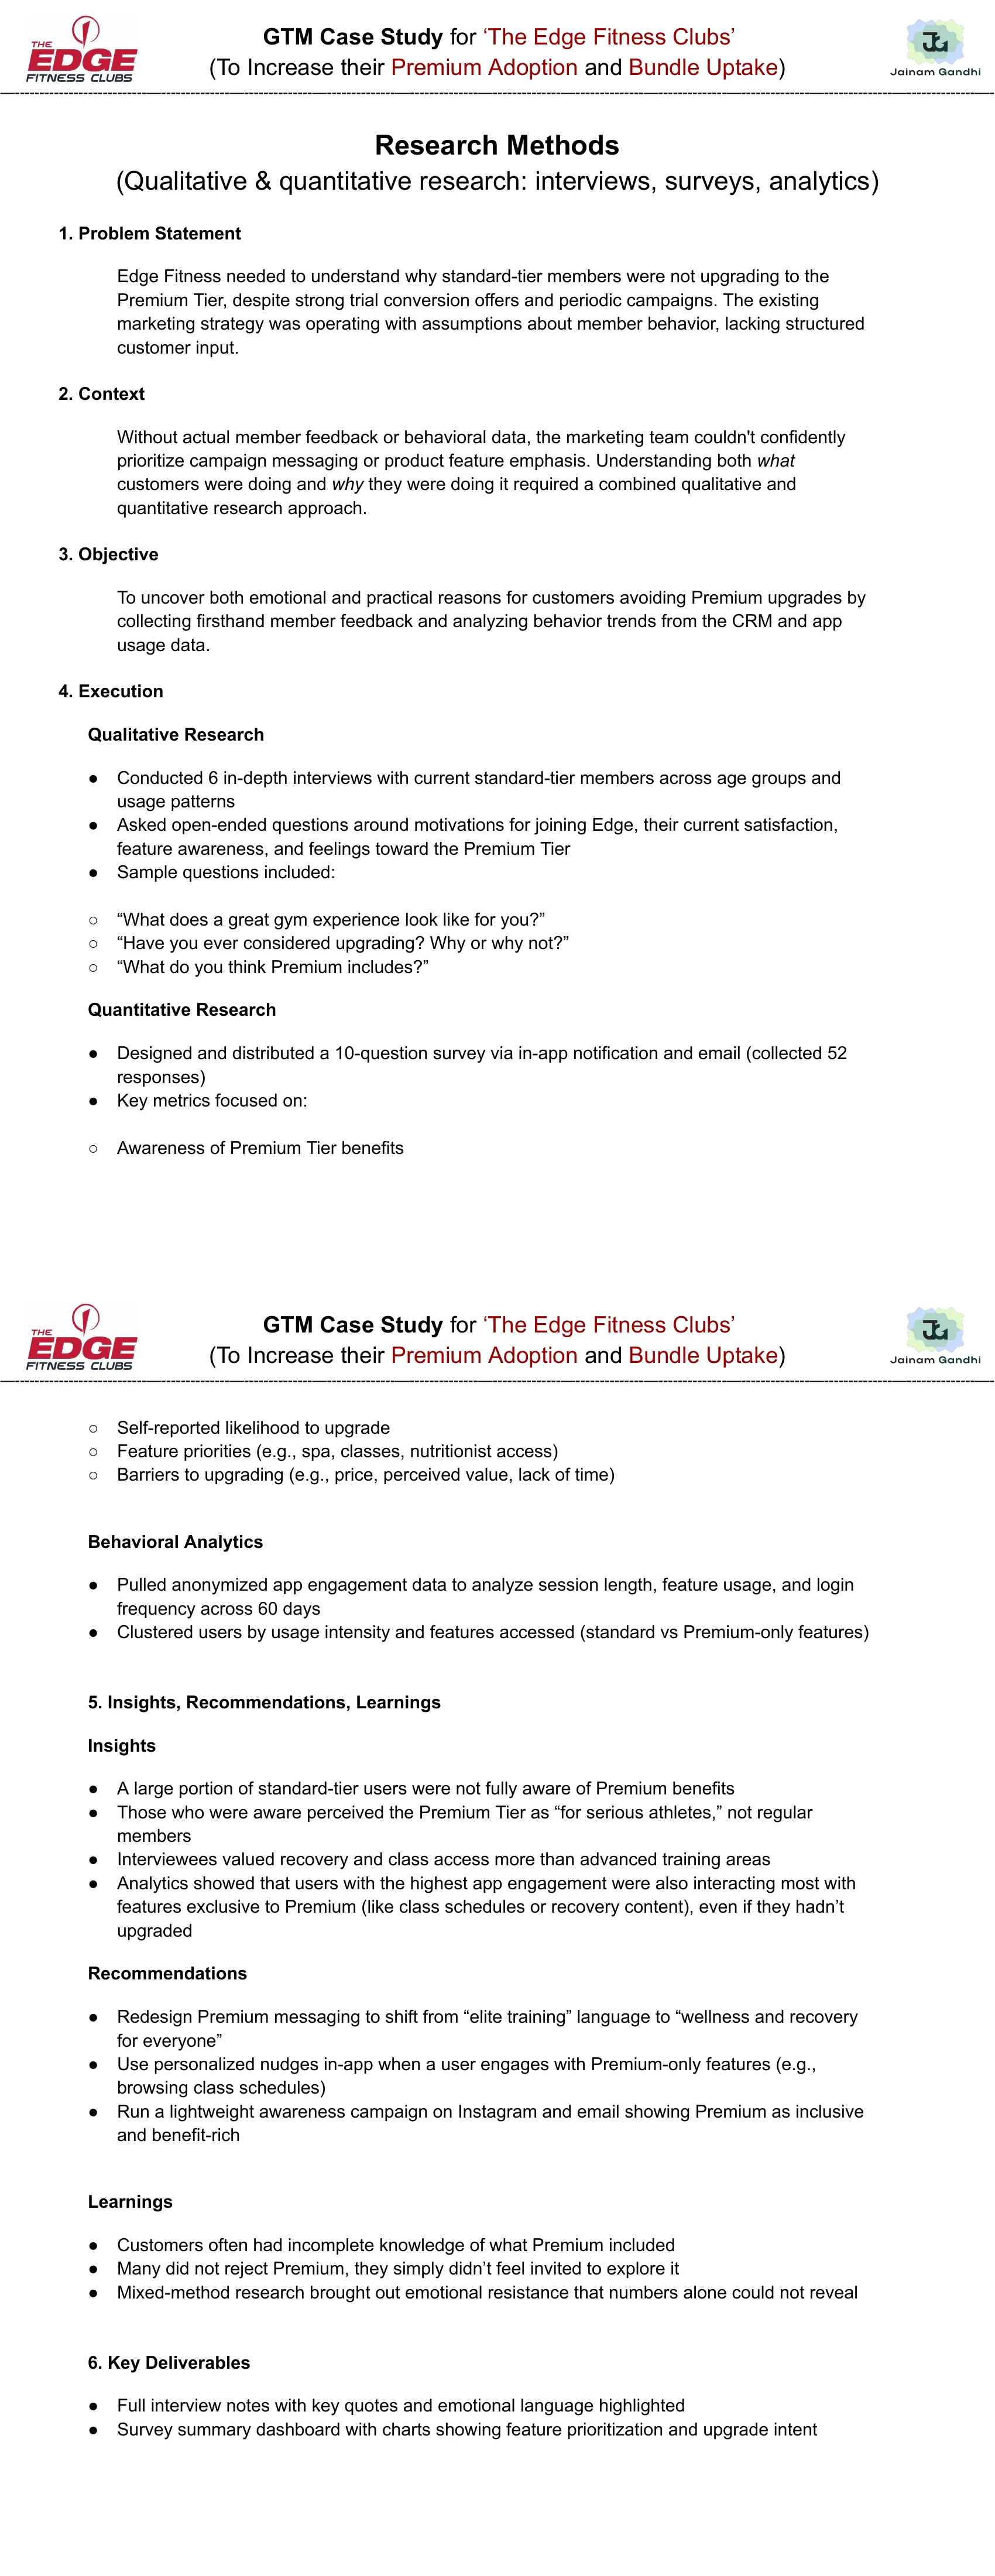 THE
EDGE
FITNESS CLUBS
GTM Case Study for ‘The Edge Fitness Clubs’
(To Increase their Premium Adoption and Bundle Uptake)
JG
Jainam Gandhi
Research Methods
(Qualitative & quantitative research: interviews, surveys, analytics)
1. Problem Statement
Edge Fitness needed to understand why standard-tier members were not upgrading to the
Premium Tier, despite strong trial conversion offers and periodic campaigns. The existing
marketing strategy was operating with assumptions about member behavior, lacking structured
customer input.
2. Context
Without actual member feedback or behavioral data, the marketing team couldn't confidently
prioritize campaign messaging or product feature emphasis. Understanding both what
customers were doing and why they were doing it required a combined qualitative and
quantitative research approach.
3. Objective
To uncover both emotional and practical reasons for customers avoiding Premium upgrades by
collecting firsthand member feedback and analyzing behavior trends from the CRM and app
usage data.
4. Execution
Qualitative Research
● Conducted 6 in-depth interviews with current standard-tier members across age groups and
usage patterns
● Asked open-ended questions around motivations for joining Edge, their current satisfaction,
feature awareness, and feelings toward the Premium Tier
● Sample questions included:
○ “What does a great gym experience look like for you?”
○ “Have you ever considered upgrading? Why or why not?”
○ “What do you think Premium includes?”
Quantitative Research
● Designed and distributed a 10-question survey via in-app notification and email (collected 52
responses)
● Key metrics focused on:
○ Awareness of Premium Tier benefits
THE
EDGE
FITNESS CLUBS
GTM Case Study for ‘The Edge Fitness Clubs’
(To Increase their Premium Adoption and Bundle Uptake)
JG
Jainam Gandhi
○ Self-reported likelihood to upgrade
○ Feature priorities (e.g., spa, classes, nutritionist access)
○ Barriers to upgrading (e.g., price, perceived value, lack of time)
Behavioral Analytics
● Pulled anonymized app engagement data to analyze session length, feature usage, and login
frequency across 60 days
● Clustered users by usage intensity and features accessed (standard vs Premium-only features)
5. Insights, Recommendations, Learnings
Insights
● A large portion of standard-tier users were not fully aware of Premium benefits
● Those who were aware perceived the Premium Tier as “for serious athletes,” not regular
members
● Interviewees valued recovery and class access more than advanced training areas
● Analytics showed that users with the highest app engagement were also interacting most with
features exclusive to Premium (like class schedules or recovery content), even if they hadn’t
upgraded
Recommendations
● Redesign Premium messaging to shift from “elite training” language to “wellness and recovery
for everyone”
● Use personalized nudges in-app when a user engages with Premium-only features (e.g.,
browsing class schedules)
● Run a lightweight awareness campaign on Instagram and email showing Premium as inclusive
and benefit-rich
Learnings
● Customers often had incomplete knowledge of what Premium included
● Many did not reject Premium, they simply didn’t feel invited to explore it
● Mixed-method research brought out emotional resistance that numbers alone could not reveal
6. Key Deliverables
● Full interview notes with key quotes and emotional language highlighted
● Survey summary dashboard with charts showing feature prioritization and upgrade intent